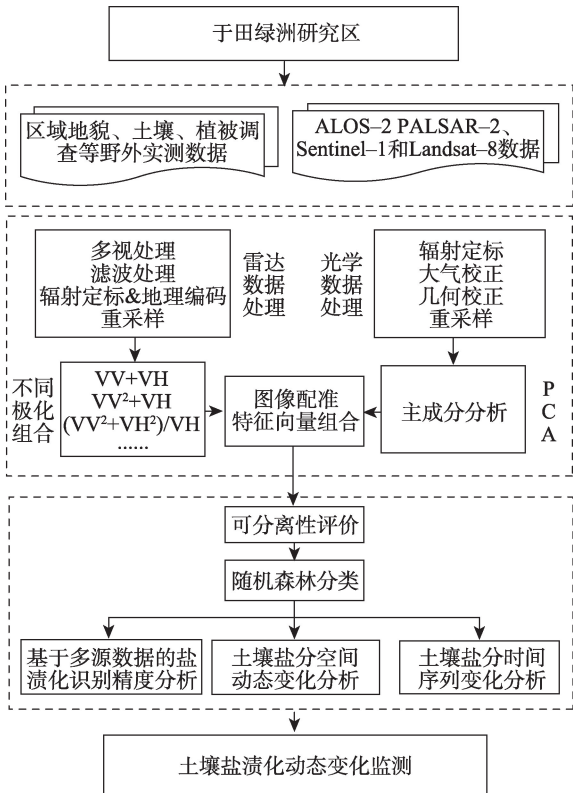 于田绿洲研究区
区域地貌、土壤、植被调
查等野外实测数据
ALOS–2 PALSAR–2、
Sentinel–1和Landsat–8数据
多视处理
滤波处理
辐射定标&地理编码
重采样
雷达
数据
处理
光学
数据
处理
辐射定标
大气校正
几何校正
重采样
不同
极化
组合
VV+VH
VV²+VH
(VV²+VH²)/VH
……
图像配准
特征向量组合
主成分分析
P
C
A
可分离性评价
随机森林分类
基于多源数据的盐
渍化识别精度分析
土壤盐分空间
动态变化分析
土壤盐分时间
序列变化分析
土壤盐渍化动态变化监测